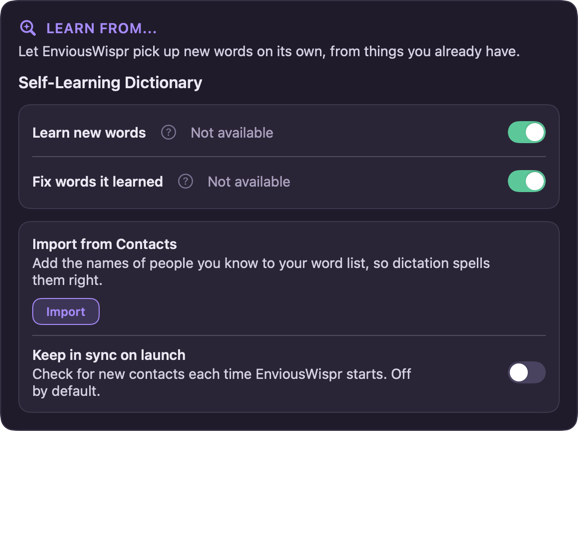 LEARN FROM...
Let EnviousWispr pick up new words on its own, from things you already have.
Self-Learning Dictionary
Learn new words ? Not available
Fix words it learned ? Not available
Import from Contacts
Add the names of people you know to your word list, so dictation spells
them right.
Import
Keep in sync on launch
Check for new contacts each time EnviousWispr starts. Off
by default.